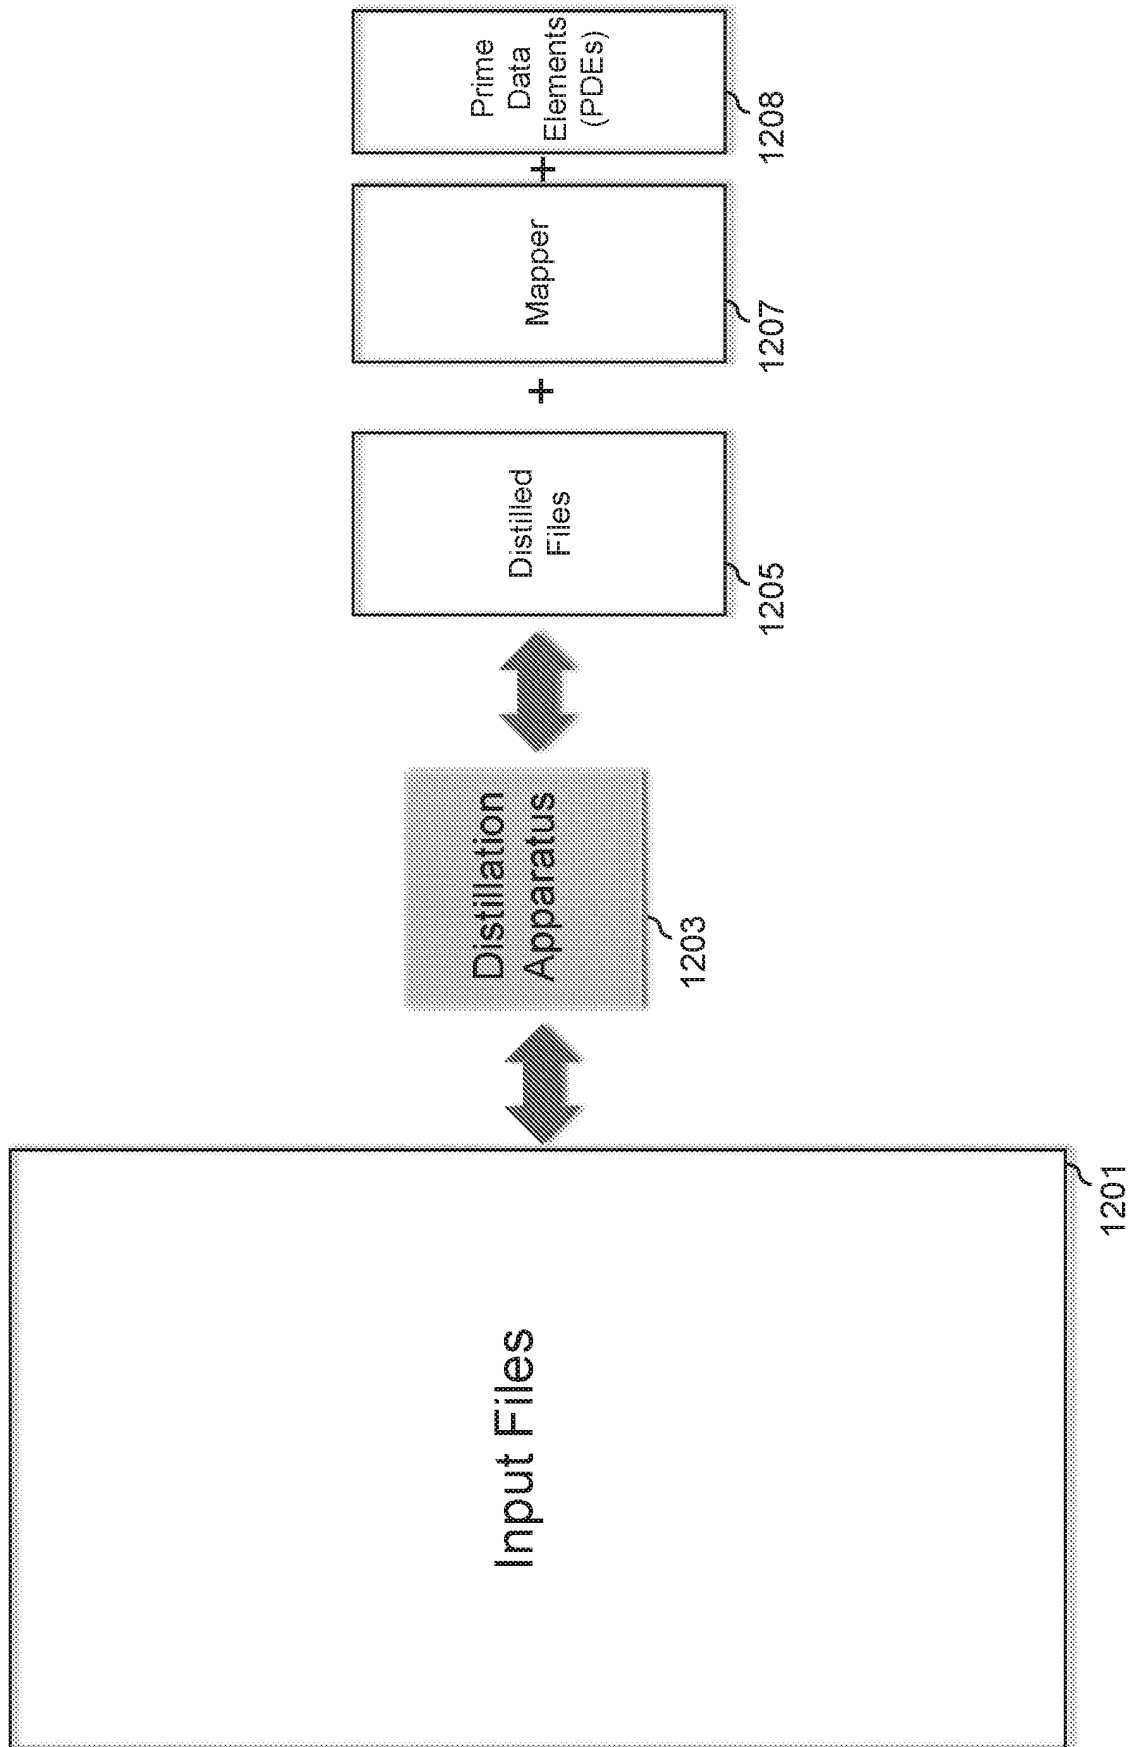 Input Files
1201
Distillation
Apparatus
1203
Distilled
Files
1205
+
Mapper
1207
+
Prime
Data
Elements
(PDEs)
1208